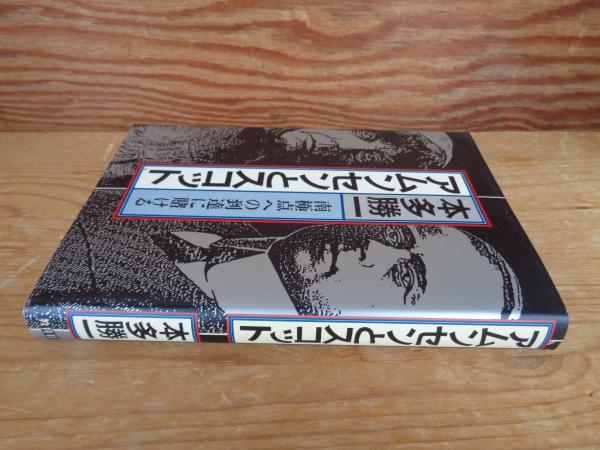 アムンセンとスコット
本多勝一
南極点への到達に賭ける
アムンセンとスコット
本多勝一